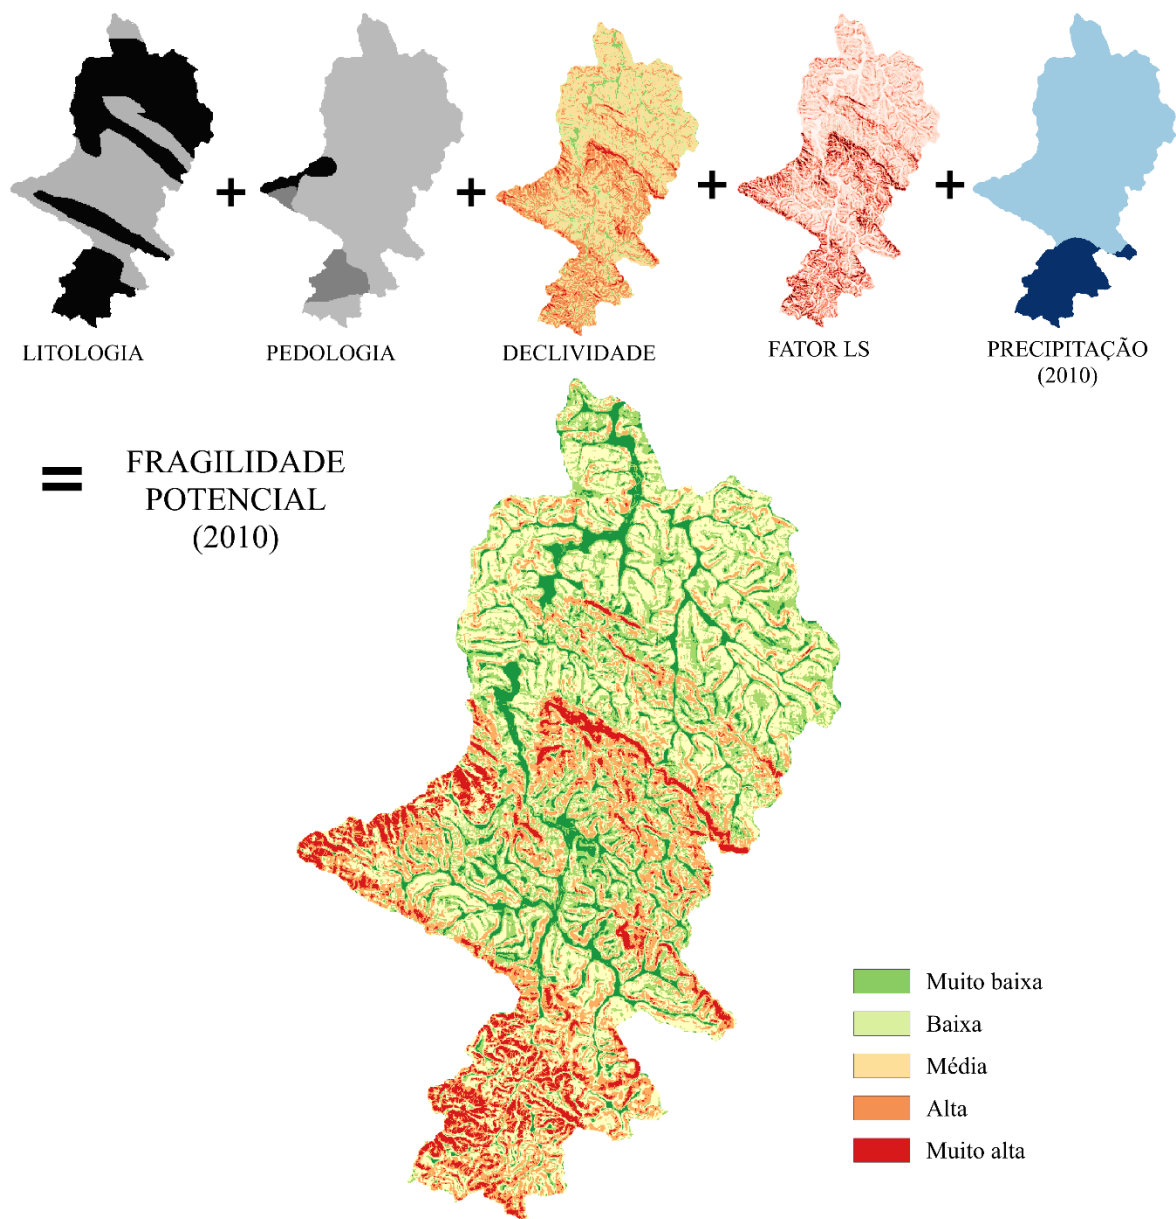 + + + +
LITOLOGIA
PEDOLOGIA
DECLIVIDADE
FATOR LS
PRECIPITAÇÃO
(2010)
= FRAGILIDADE
POTENCIAL
(2010)
Muito baixa
Baixa
Média
Alta
Muito alta